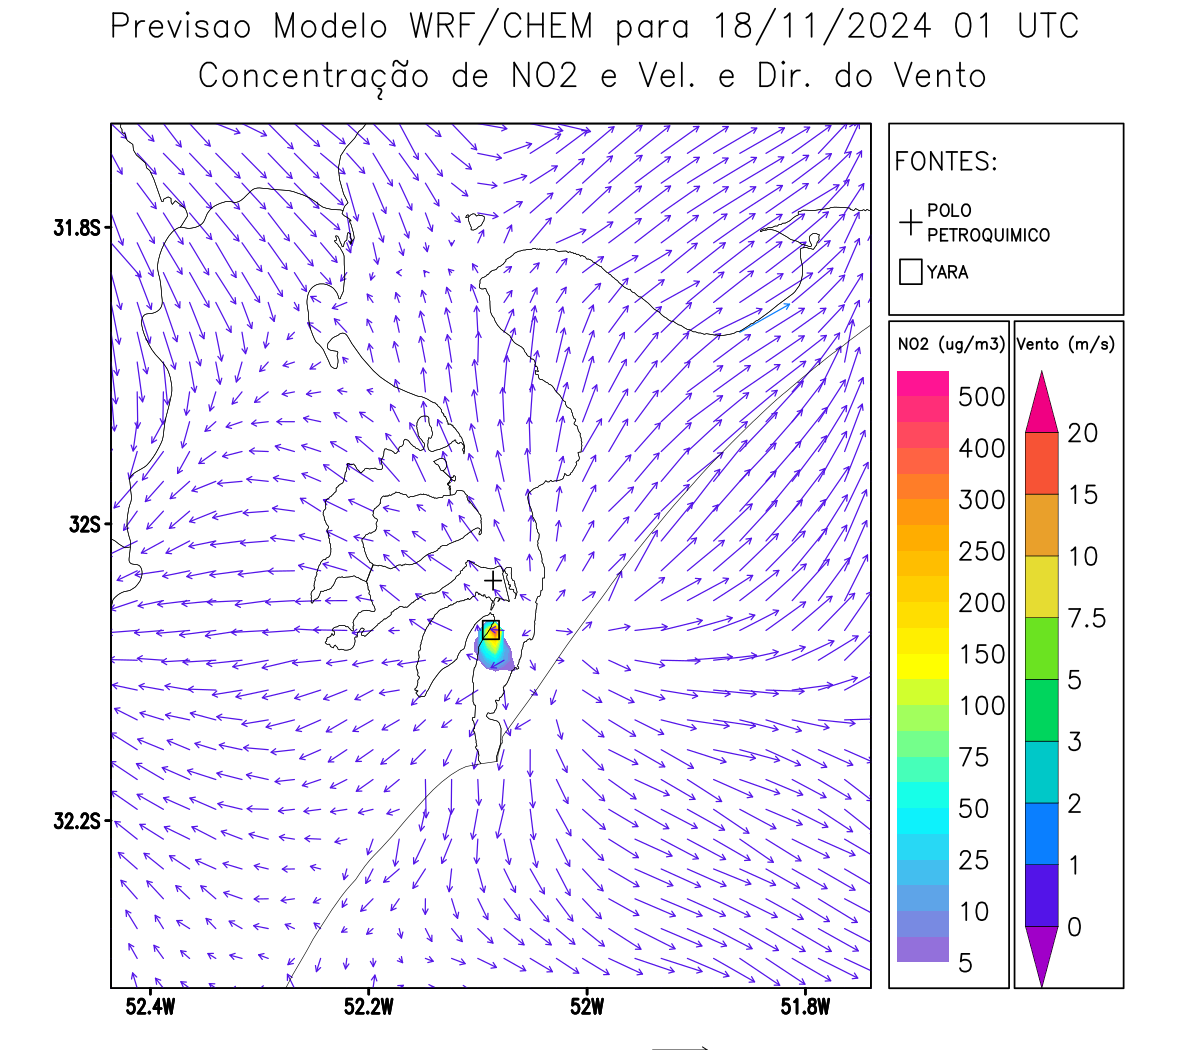 Previsao Modelo WRF/CHEM para 18/11/2024 01 UTC
Concentração de NO2 e Vel. e Dir. do Vento
FONTES:
POLO
PETROQUIMICO
YARA
NO2 (ug/m3)
500
400
300
250
200
150
100
75
50
25
10
5
Vento (m/s)
20
15
10
7.5
5
3
2
1
0
31.8S
32S
32.2S
52.4W
52.2W
52W
51.8W